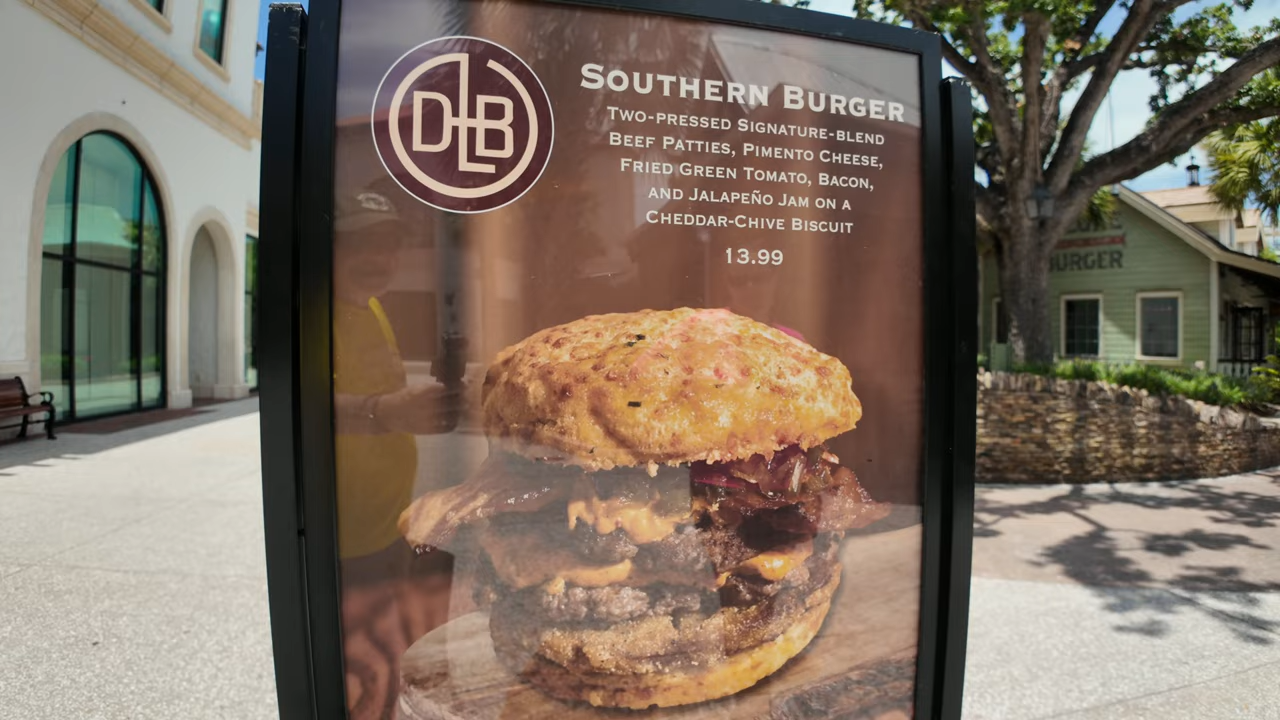 DLB
SOUTHERN BURGER
TWO-PRESSED SIGNATURE-BLEND
BEEF PATTIES, PIMENTO CHEESE,
FRIED GREEN TOMATO, BACON,
AND JALAPEÑO JAM ON A
CHEDDAR-CHIVE BISCUIT
13.99
BURGER